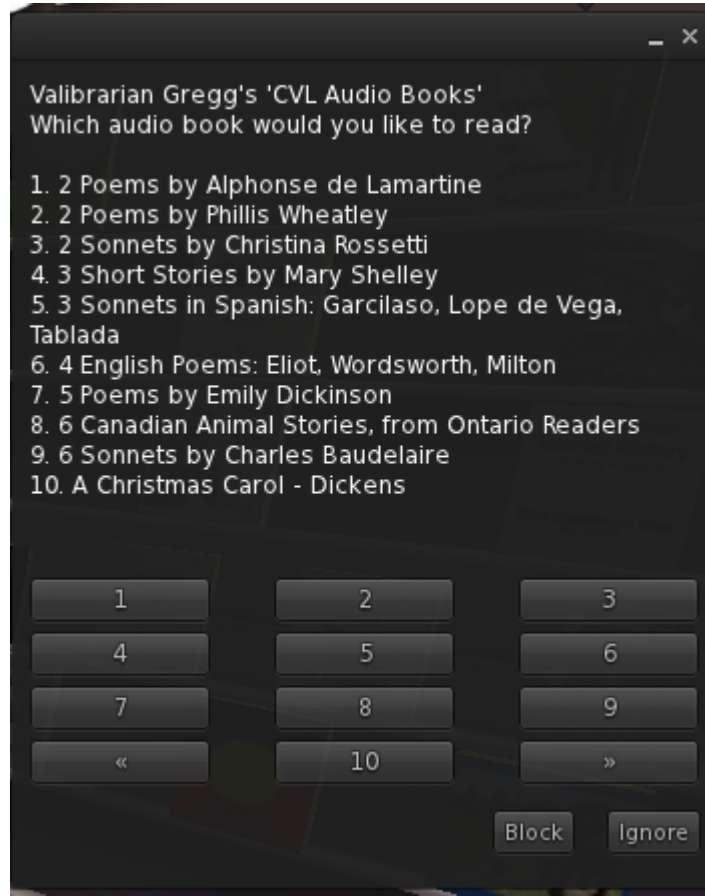 Valibrarian Gregg's 'CVL Audio Books'
Which audio book would you like to read?
1. 2 Poems by Alphonse de Lamartine
2. 2 Poems by Phillis Wheatley
3. 2 Sonnets by Christina Rossetti
4. 3 Short Stories by Mary Shelley
5. 3 Sonnets in Spanish: Garcilaso, Lope de Vega,
Tablada
6. 4 English Poems: Eliot, Wordsworth, Milton
7. 5 Poems by Emily Dickinson
8. 6 Canadian Animal Stories, from Ontario Readers
9. 6 Sonnets by Charles Baudelaire
10. A Christmas Carol - Dickens
1 2 3
4 5 6
7 8 9
« 10 »
Block Ignore